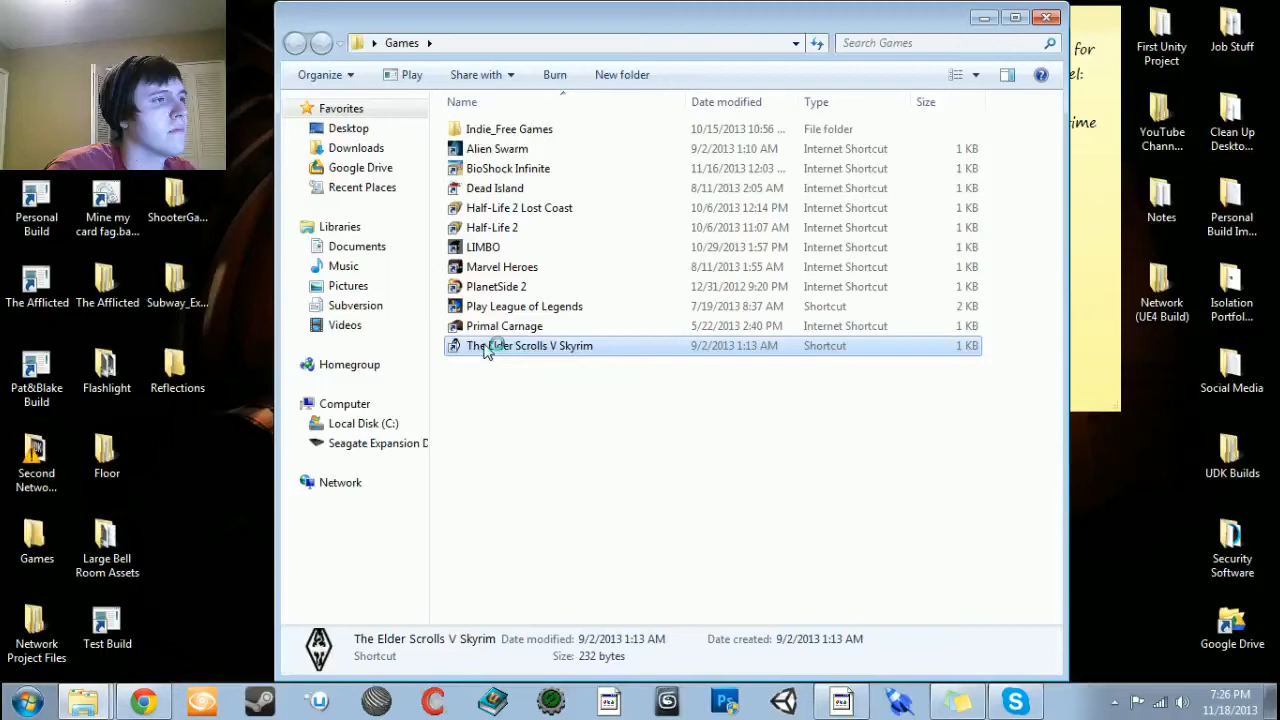 Games
Search Games
Organize
Play
Share with
Burn
New folder
Name
Date modified
Type
Size
Favorites
Desktop
Downloads
Google Drive
Recent Places
Libraries
Documents
Music
Pictures
Subversion
Videos
Homegroup
Computer
Local Disk (C:)
Seagate Expansion D
Network
Indie_Free Games 10/15/2013 10:56 ... File folder
Alien Swarm 9/2/2013 1:10 AM Internet Shortcut 1 KB
BioShock Infinite 11/16/2013 12:03 ... Internet Shortcut 1 KB
Dead Island 8/11/2013 2:05 AM Internet Shortcut 1 KB
Half-Life 2 Lost Coast 10/6/2013 12:14 PM Internet Shortcut 1 KB
Half-Life 2 10/6/2013 11:07 AM Internet Shortcut 1 KB
LIMBO 10/29/2013 1:57 PM Internet Shortcut 1 KB
Marvel Heroes 8/11/2013 1:55 AM Internet Shortcut 1 KB
PlanetSide 2 12/31/2012 9:20 PM Internet Shortcut 1 KB
Play League of Legends 7/19/2013 8:37 AM Shortcut 2 KB
Primal Carnage 5/22/2013 2:40 PM Internet Shortcut 1 KB
The Elder Scrolls V Skyrim 9/2/2013 1:13 AM Shortcut 1 KB
The Elder Scrolls V Skyrim Date modified: 9/2/2013 1:13 AM Date created: 9/2/2013 1:13 AM
Shortcut Size: 232 bytes
for
el:
time
Personal
Build
Mine my
card fag.ba...
ShooterGa...
The Afflicted
The Afflicted
Subway_Ex...
Pat&Blake
Build
Flashlight
Reflections
Second
Netwo...
Floor
Games
Large Bell
Room Assets
Network
Project Files
Test Build
First Unity
Project
Job Stuff
YouTube
Chann...
Clean Up
Deskto...
Notes
Personal
Build Im...
Network
(UE4 Build)
Isolation
Portfol...
Social Media
UDK Builds
Security
Software
Google Drive
7:26 PM
11/18/2013